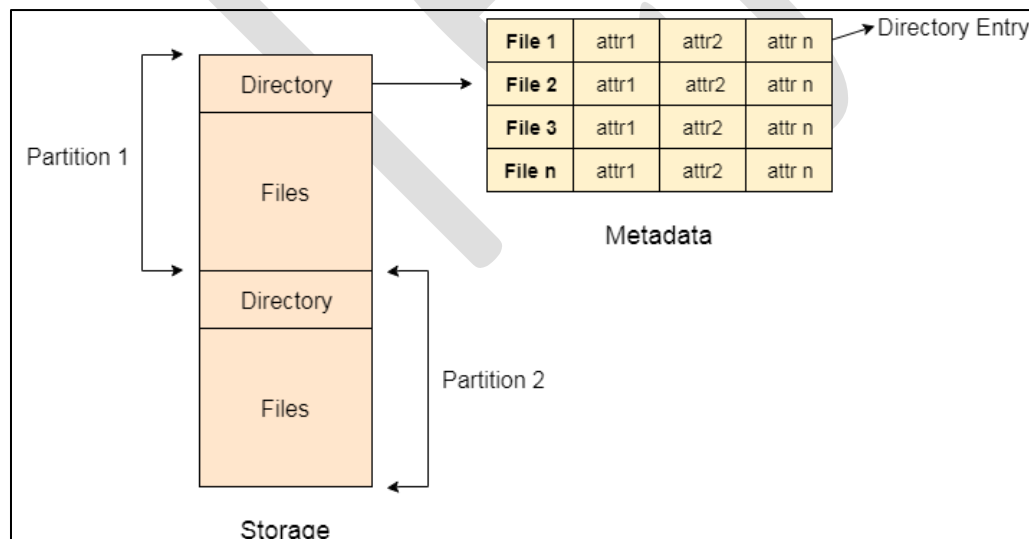 File 1 attr1 attr2 attr n Directory Entry
File 2 attr1 attr2 attr n
File 3 attr1 attr2 attr n
File n attr1 attr2 attr n
Metadata
Partition 1
Directory
Files
Directory
Files
Partition 2
Storage